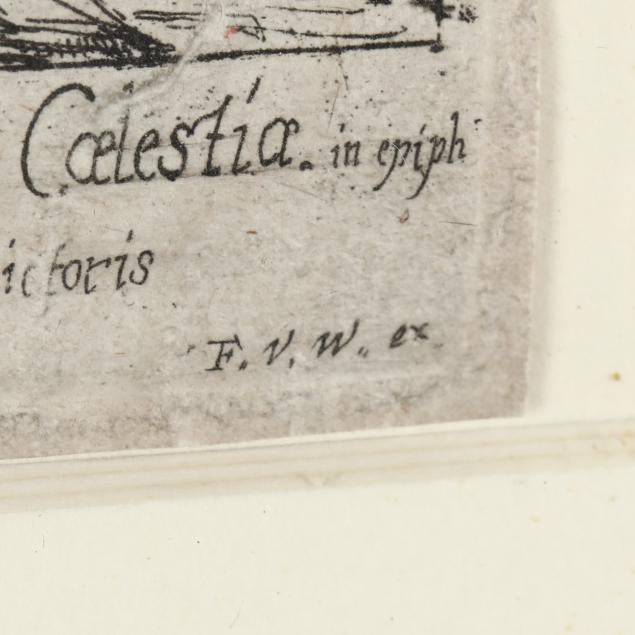 Cœlestia. in epiph
ictoris
F. V. W. ex